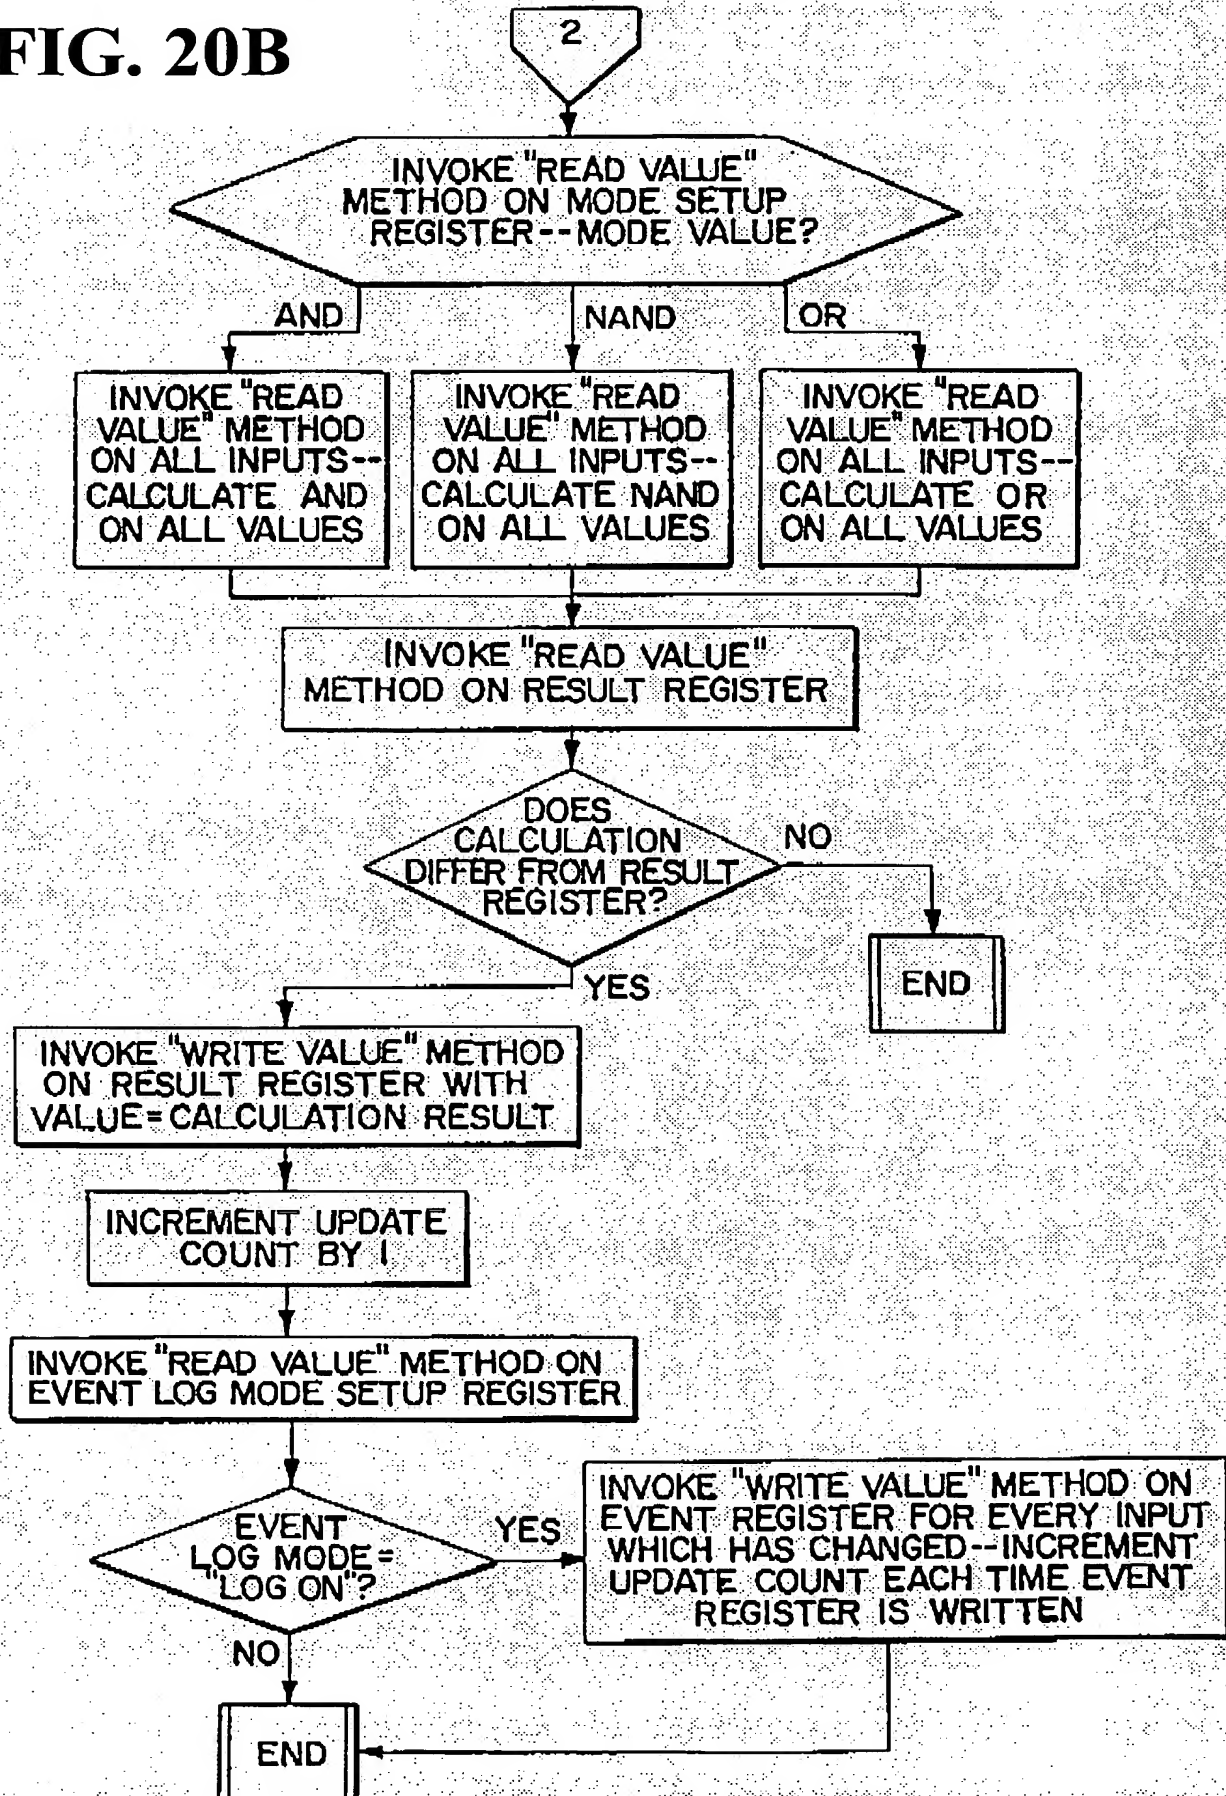 FIG. 20B
2
INVOKE "READ VALUE"
METHOD ON MODE SETUP
REGISTER--MODE VALUE?
AND
NAND
OR
INVOKE "READ
VALUE" METHOD
ON ALL INPUTS--
CALCULATE AND
ON ALL VALUES
INVOKE "READ
VALUE" METHOD
ON ALL INPUTS--
CALCULATE NAND
ON ALL VALUES
INVOKE "READ
VALUE" METHOD
ON ALL INPUTS--
CALCULATE OR
ON ALL VALUES
INVOKE "READ VALUE"
METHOD ON RESULT REGISTER
DOES
CALCULATION
DIFFER FROM RESULT
REGISTER?
NO
END
YES
INVOKE "WRITE VALUE" METHOD
ON RESULT REGISTER WITH
VALUE=CALCULATION RESULT
INCREMENT UPDATE
COUNT BY 1
INVOKE "READ VALUE" METHOD ON
EVENT LOG MODE SETUP REGISTER
EVENT
LOG MODE=
"LOG ON"?
YES
INVOKE "WRITE VALUE" METHOD ON
EVENT REGISTER FOR EVERY INPUT
WHICH HAS CHANGED--INCREMENT
UPDATE COUNT EACH TIME EVENT
REGISTER IS WRITTEN
NO
END